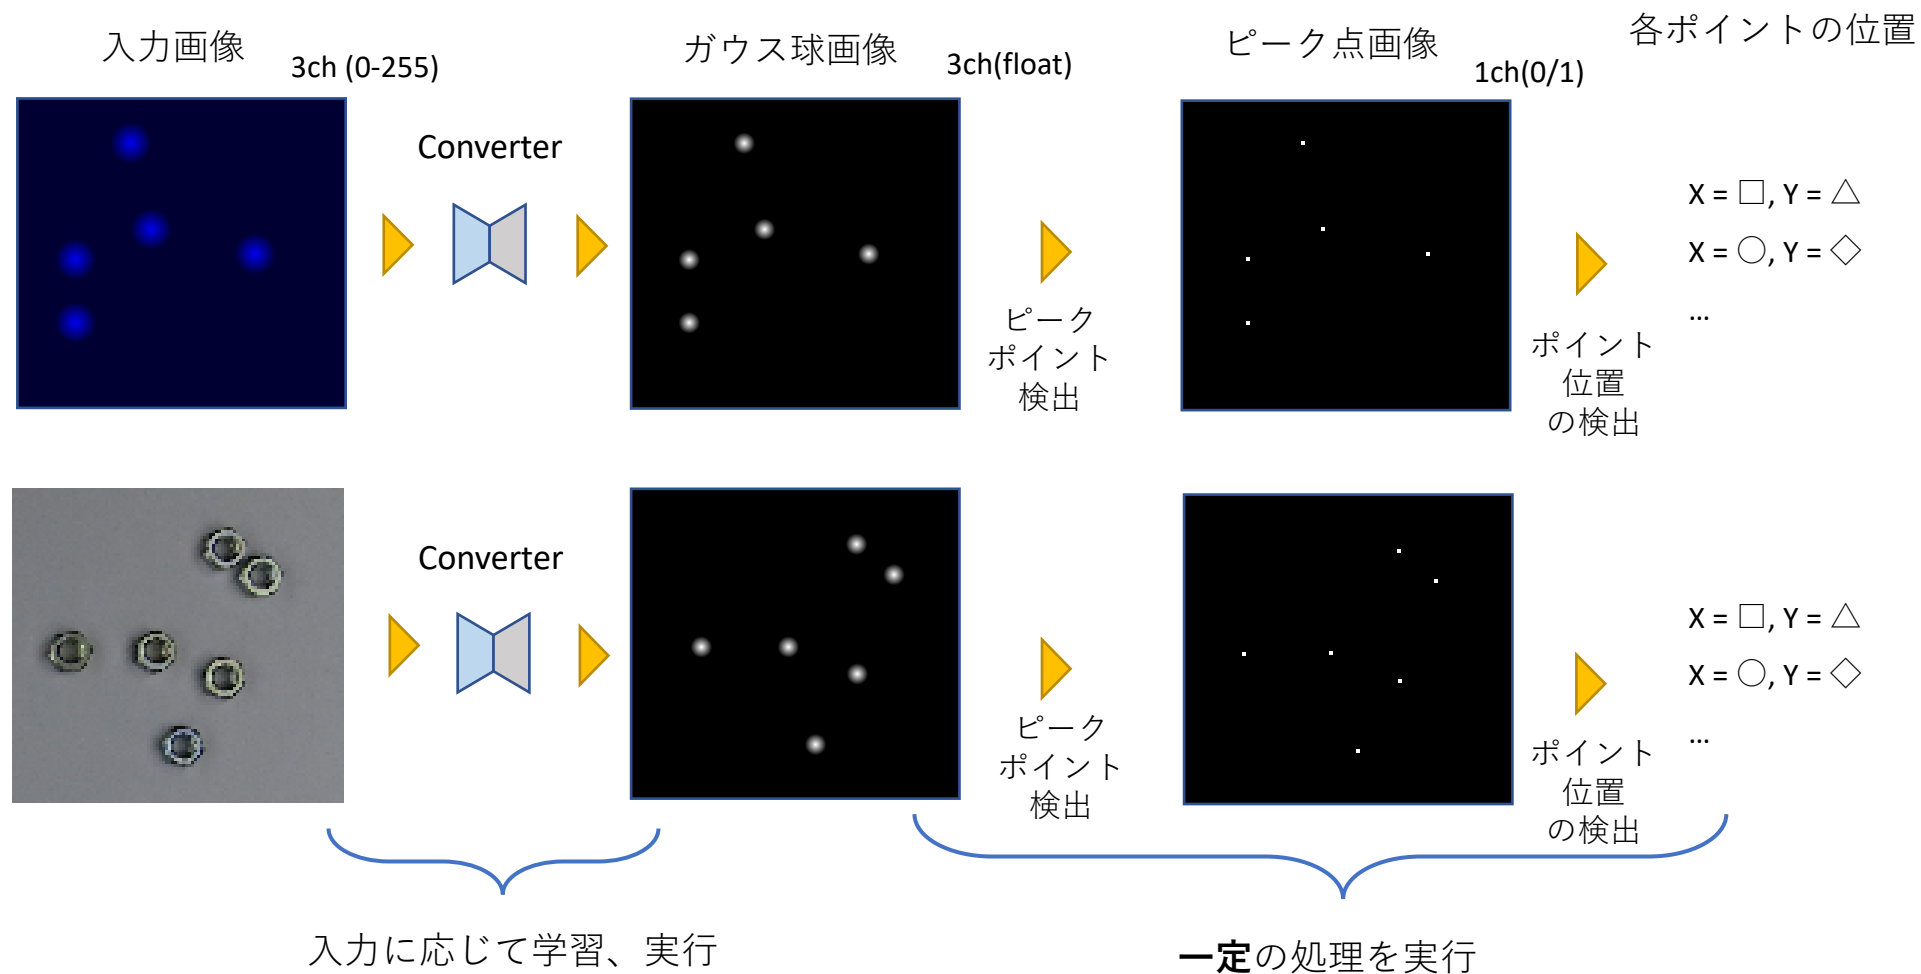 入力画像
3ch (0-255)
ガウス球画像
3ch(float)
ピーク点画像
1ch(0/1)
各ポイントの位置
Converter
ピーク
ポイント
検出
ポイント
位置
の検出
X = □, Y = △
X = ○, Y = ◇
...
Converter
ピーク
ポイント
検出
ポイント
位置
の検出
X = □, Y = △
X = ○, Y = ◇
...
入力に応じて学習、実行
一定の処理を実行